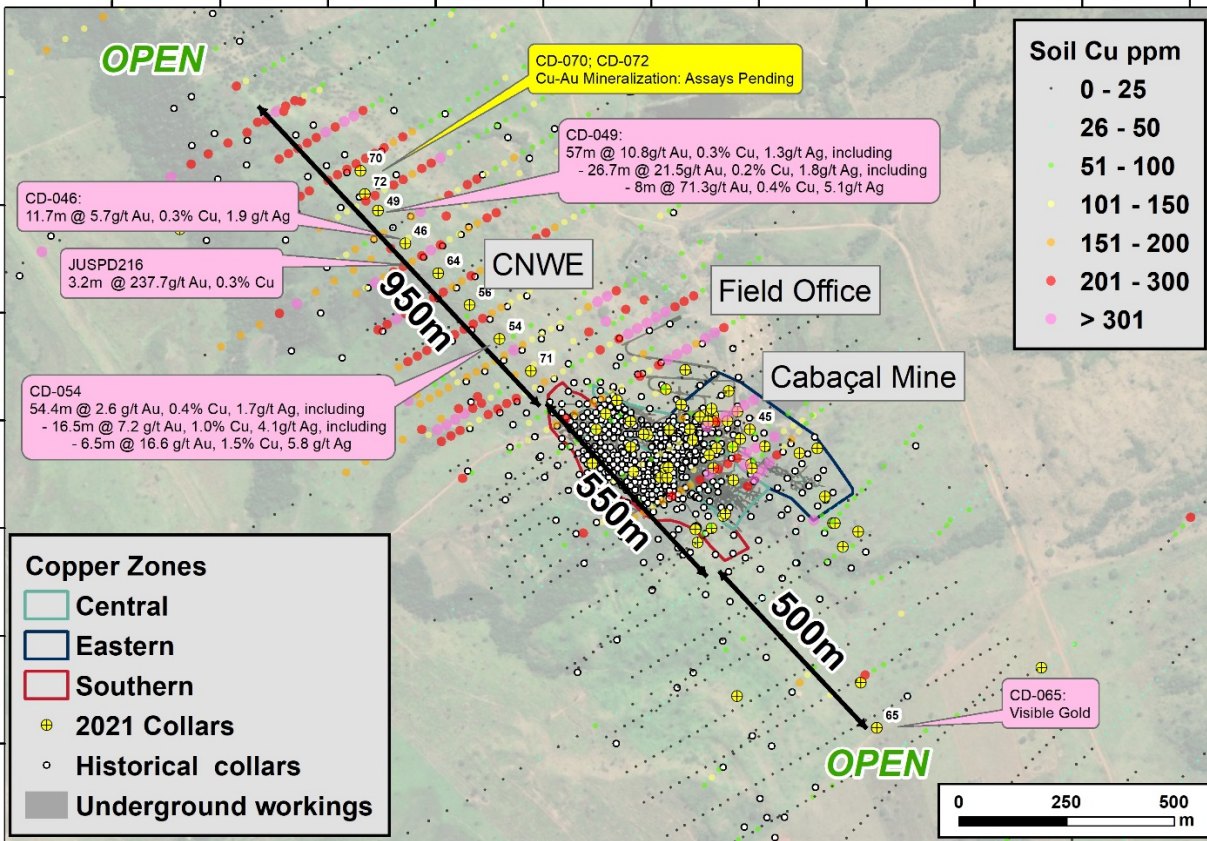 OPEN
CD-070; CD-072
Cu-Au Mineralization: Assays Pending
CD-049:
57m @ 10.8g/t Au, 0.3% Cu, 1.3g/t Ag, including
- 26.7m @ 21.5g/t Au, 0.2% Cu, 1.8g/t Ag, including
- 8m @ 71.3g/t Au, 0.4% Cu, 5.1g/t Ag
Soil Cu ppm
0 - 25
26 - 50
51 - 100
101 - 150
151 - 200
201 - 300
> 301
70
72
49
46
64
56
54
71
CD-046:
11.7m @ 5.7g/t Au, 0.3% Cu, 1.9 g/t Ag
JUSPD216
3.2m @ 237.7g/t Au, 0.3% Cu
CNWE
Field Office
Cabaçal Mine
950m
CD-054
54.4m @ 2.6 g/t Au, 0.4% Cu, 1.7g/t Ag, including
- 16.5m @ 7.2 g/t Au, 1.0% Cu, 4.1g/t Ag, including
- 6.5m @ 16.6 g/t Au, 1.5% Cu, 5.8 g/t Ag
45
550m
500m
Copper Zones
Central
Eastern
Southern
2021 Collars
Historical collars
Underground workings
CD-065:
Visible Gold
65
OPEN
0 250 500
m